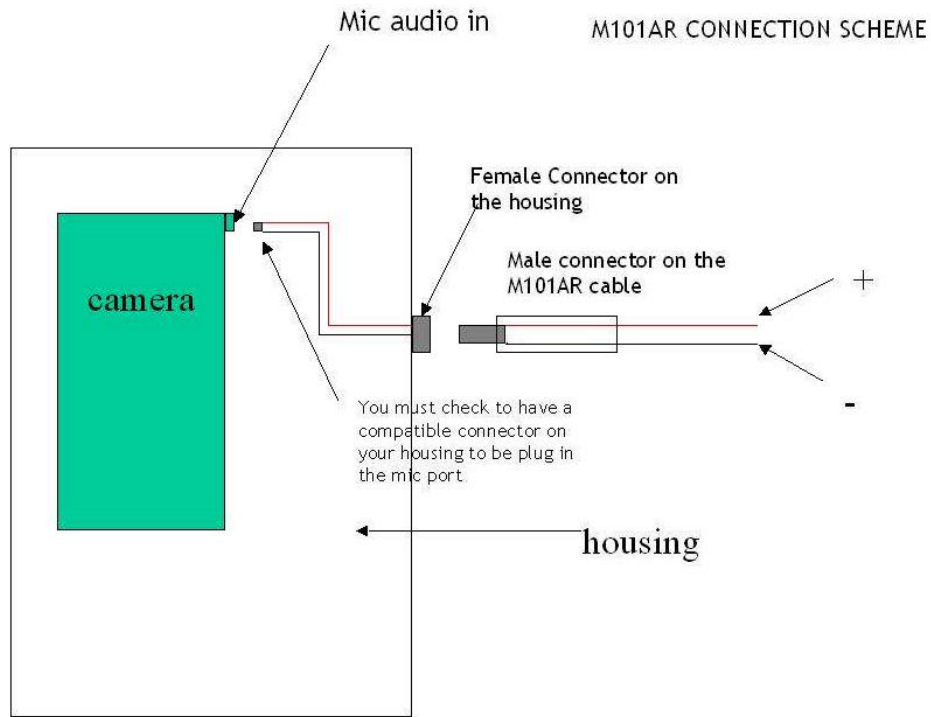 Mic audio in
M101AR CONNECTION SCHEME
Female Connector on
the housing
Male connector on the
M101AR cable
+
camera
-
You must check to have a
compatible connector on
your housing to be plug in
the mic port
housing